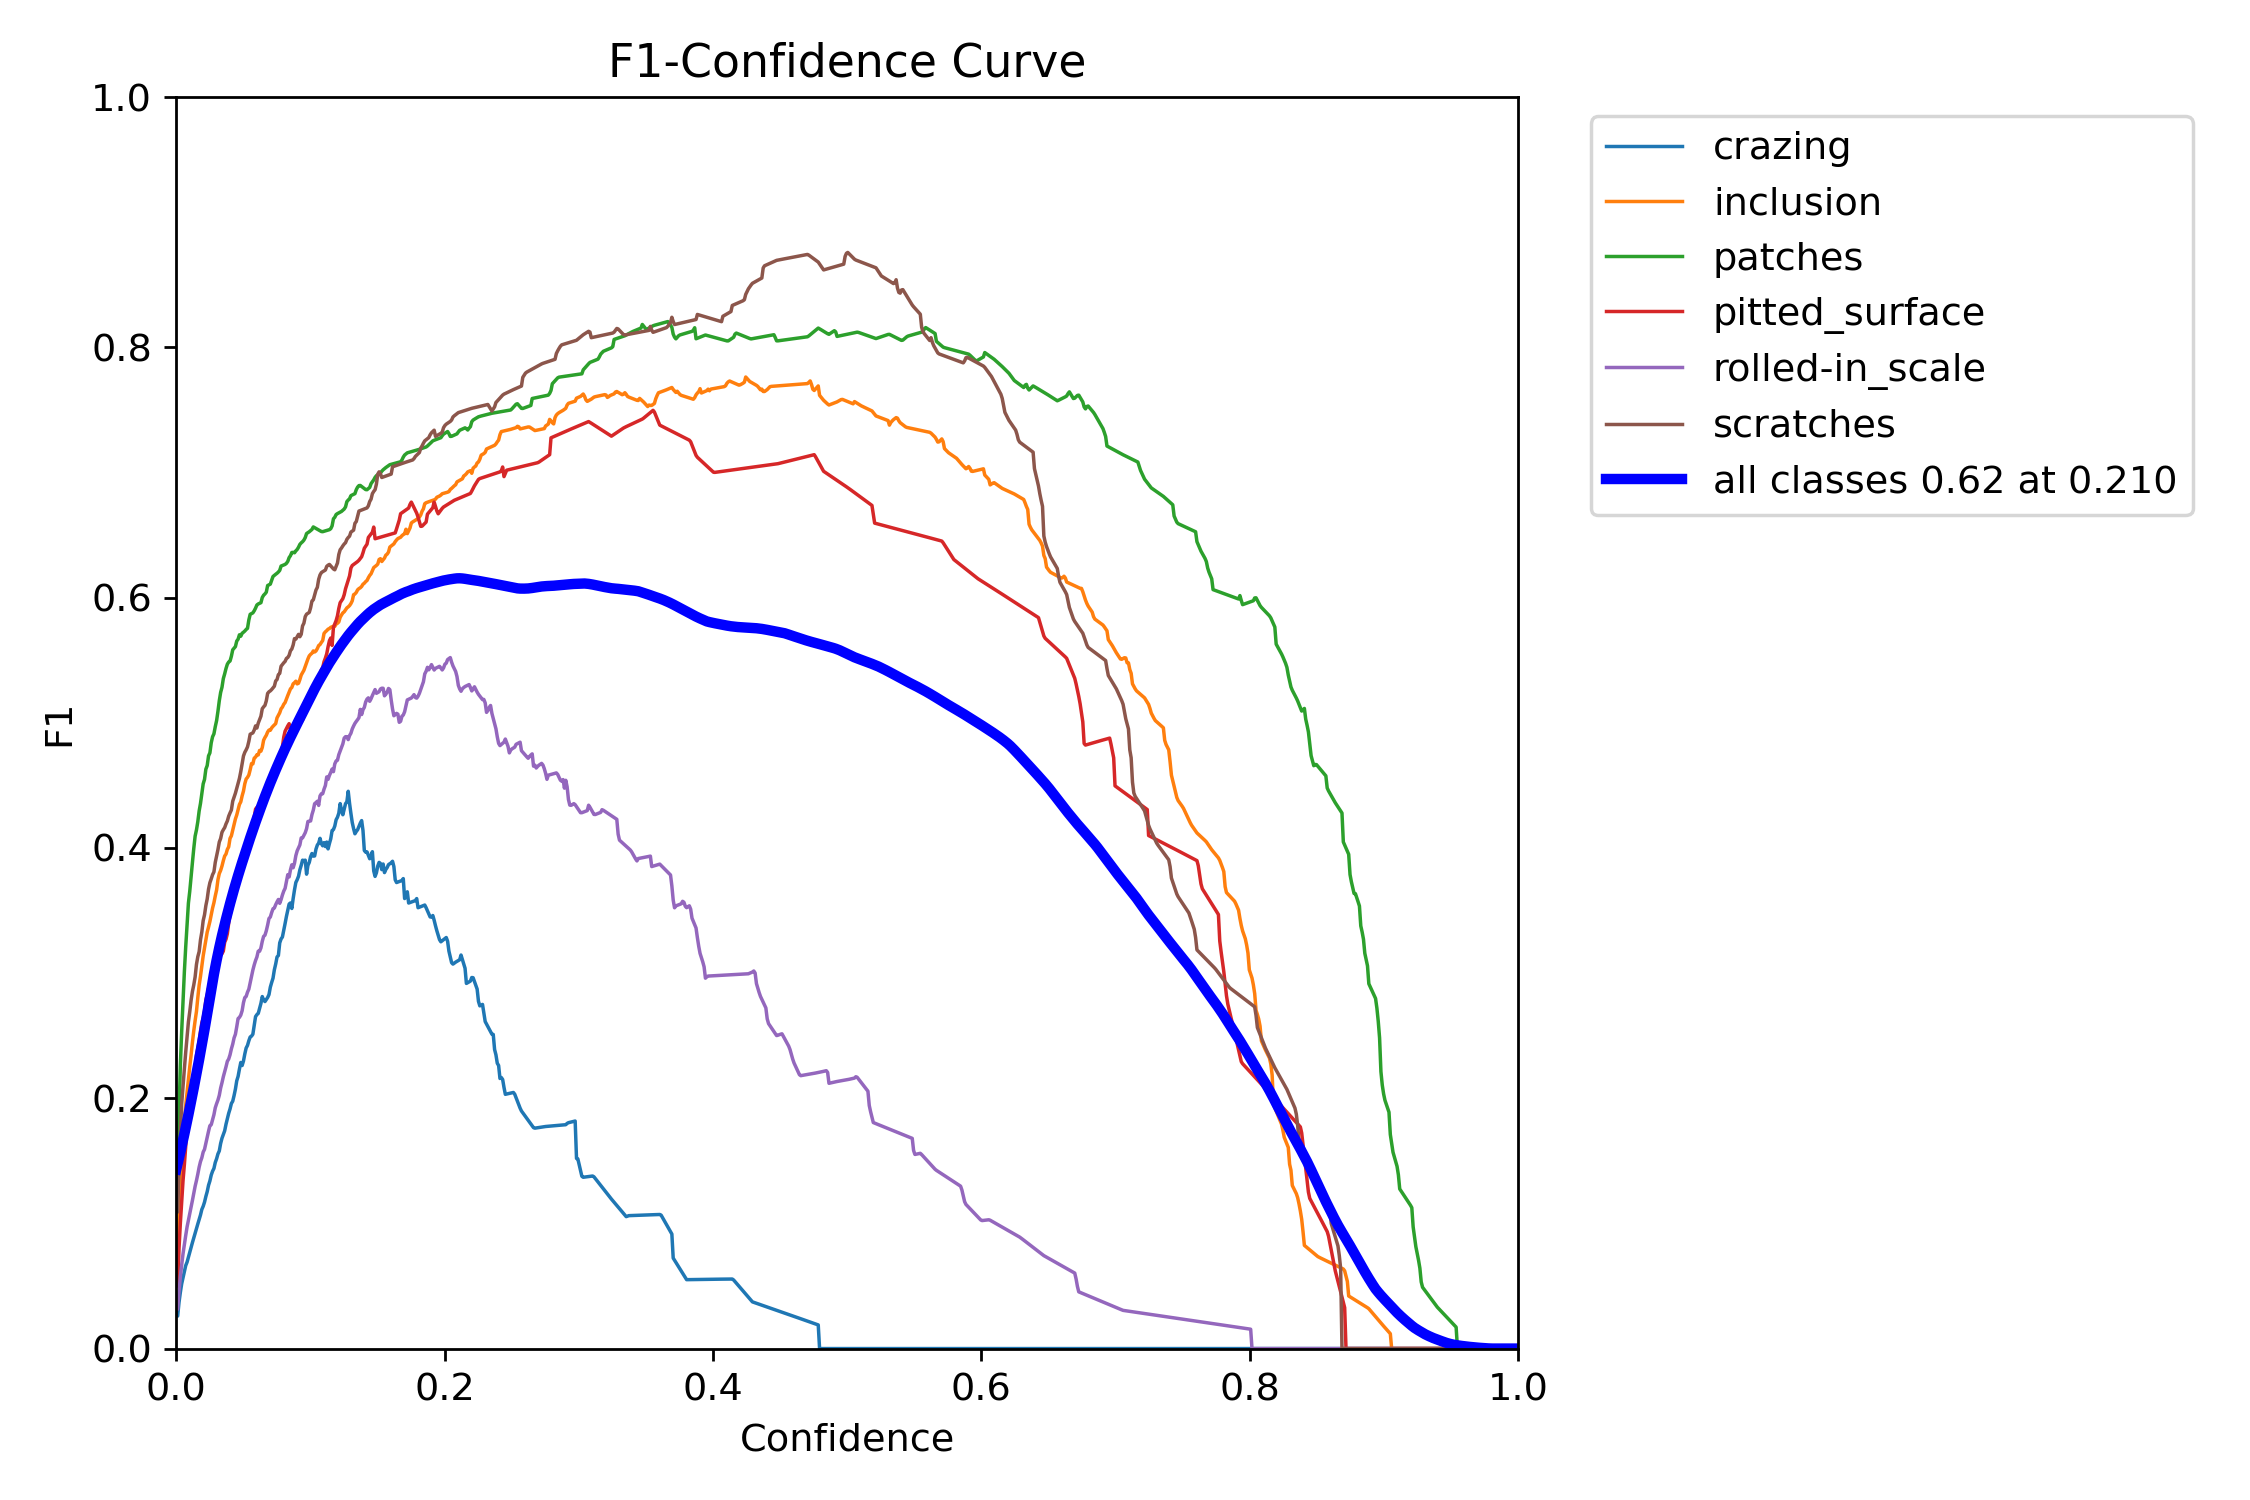 F1-Confidence Curve
1.0
0.8
0.6
0.4
0.2
0.0
F1
0.0 0.2 0.4 0.6 0.8 1.0
Confidence
crazing
inclusion
patches
pitted_surface
rolled-in_scale
scratches
all classes 0.62 at 0.210